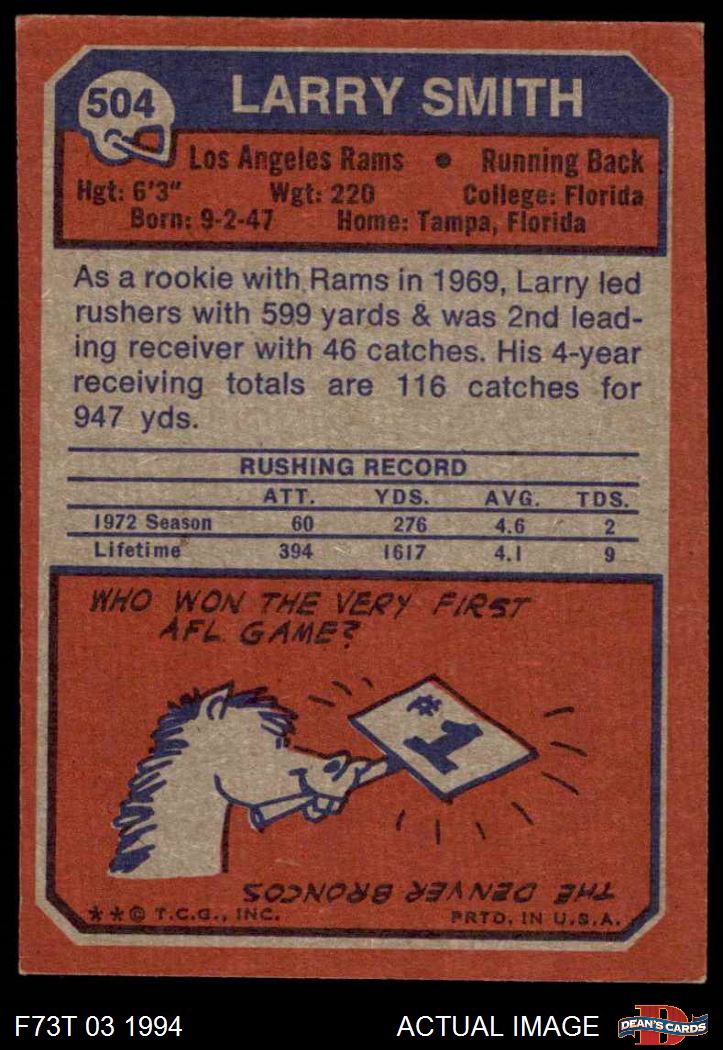 504
LARRY SMITH
Los Angeles Rams • Running Back
Hgt: 6'3" Wgt: 220 College: Florida
Born: 9-2-47 Home: Tampa, Florida
As a rookie with Rams in 1969, Larry led
rushers with 599 yards & was 2nd lead-
ing receiver with 46 catches. His 4-year
receiving totals are 116 catches for
947 yds.
RUSHING RECORD
ATT. YDS. AVG. TDS.
1972 Season 60 276 4.6 2
Lifetime 394 1617 4.1 9
WHO WON THE VERY FIRST
AFL GAME?
#1
THE DENVER BRONCOS
**© T.C.G., INC. PRTD. IN U.S.A.
F73T 03 1994 ACTUAL IMAGE
D
DEAN'S CARDS